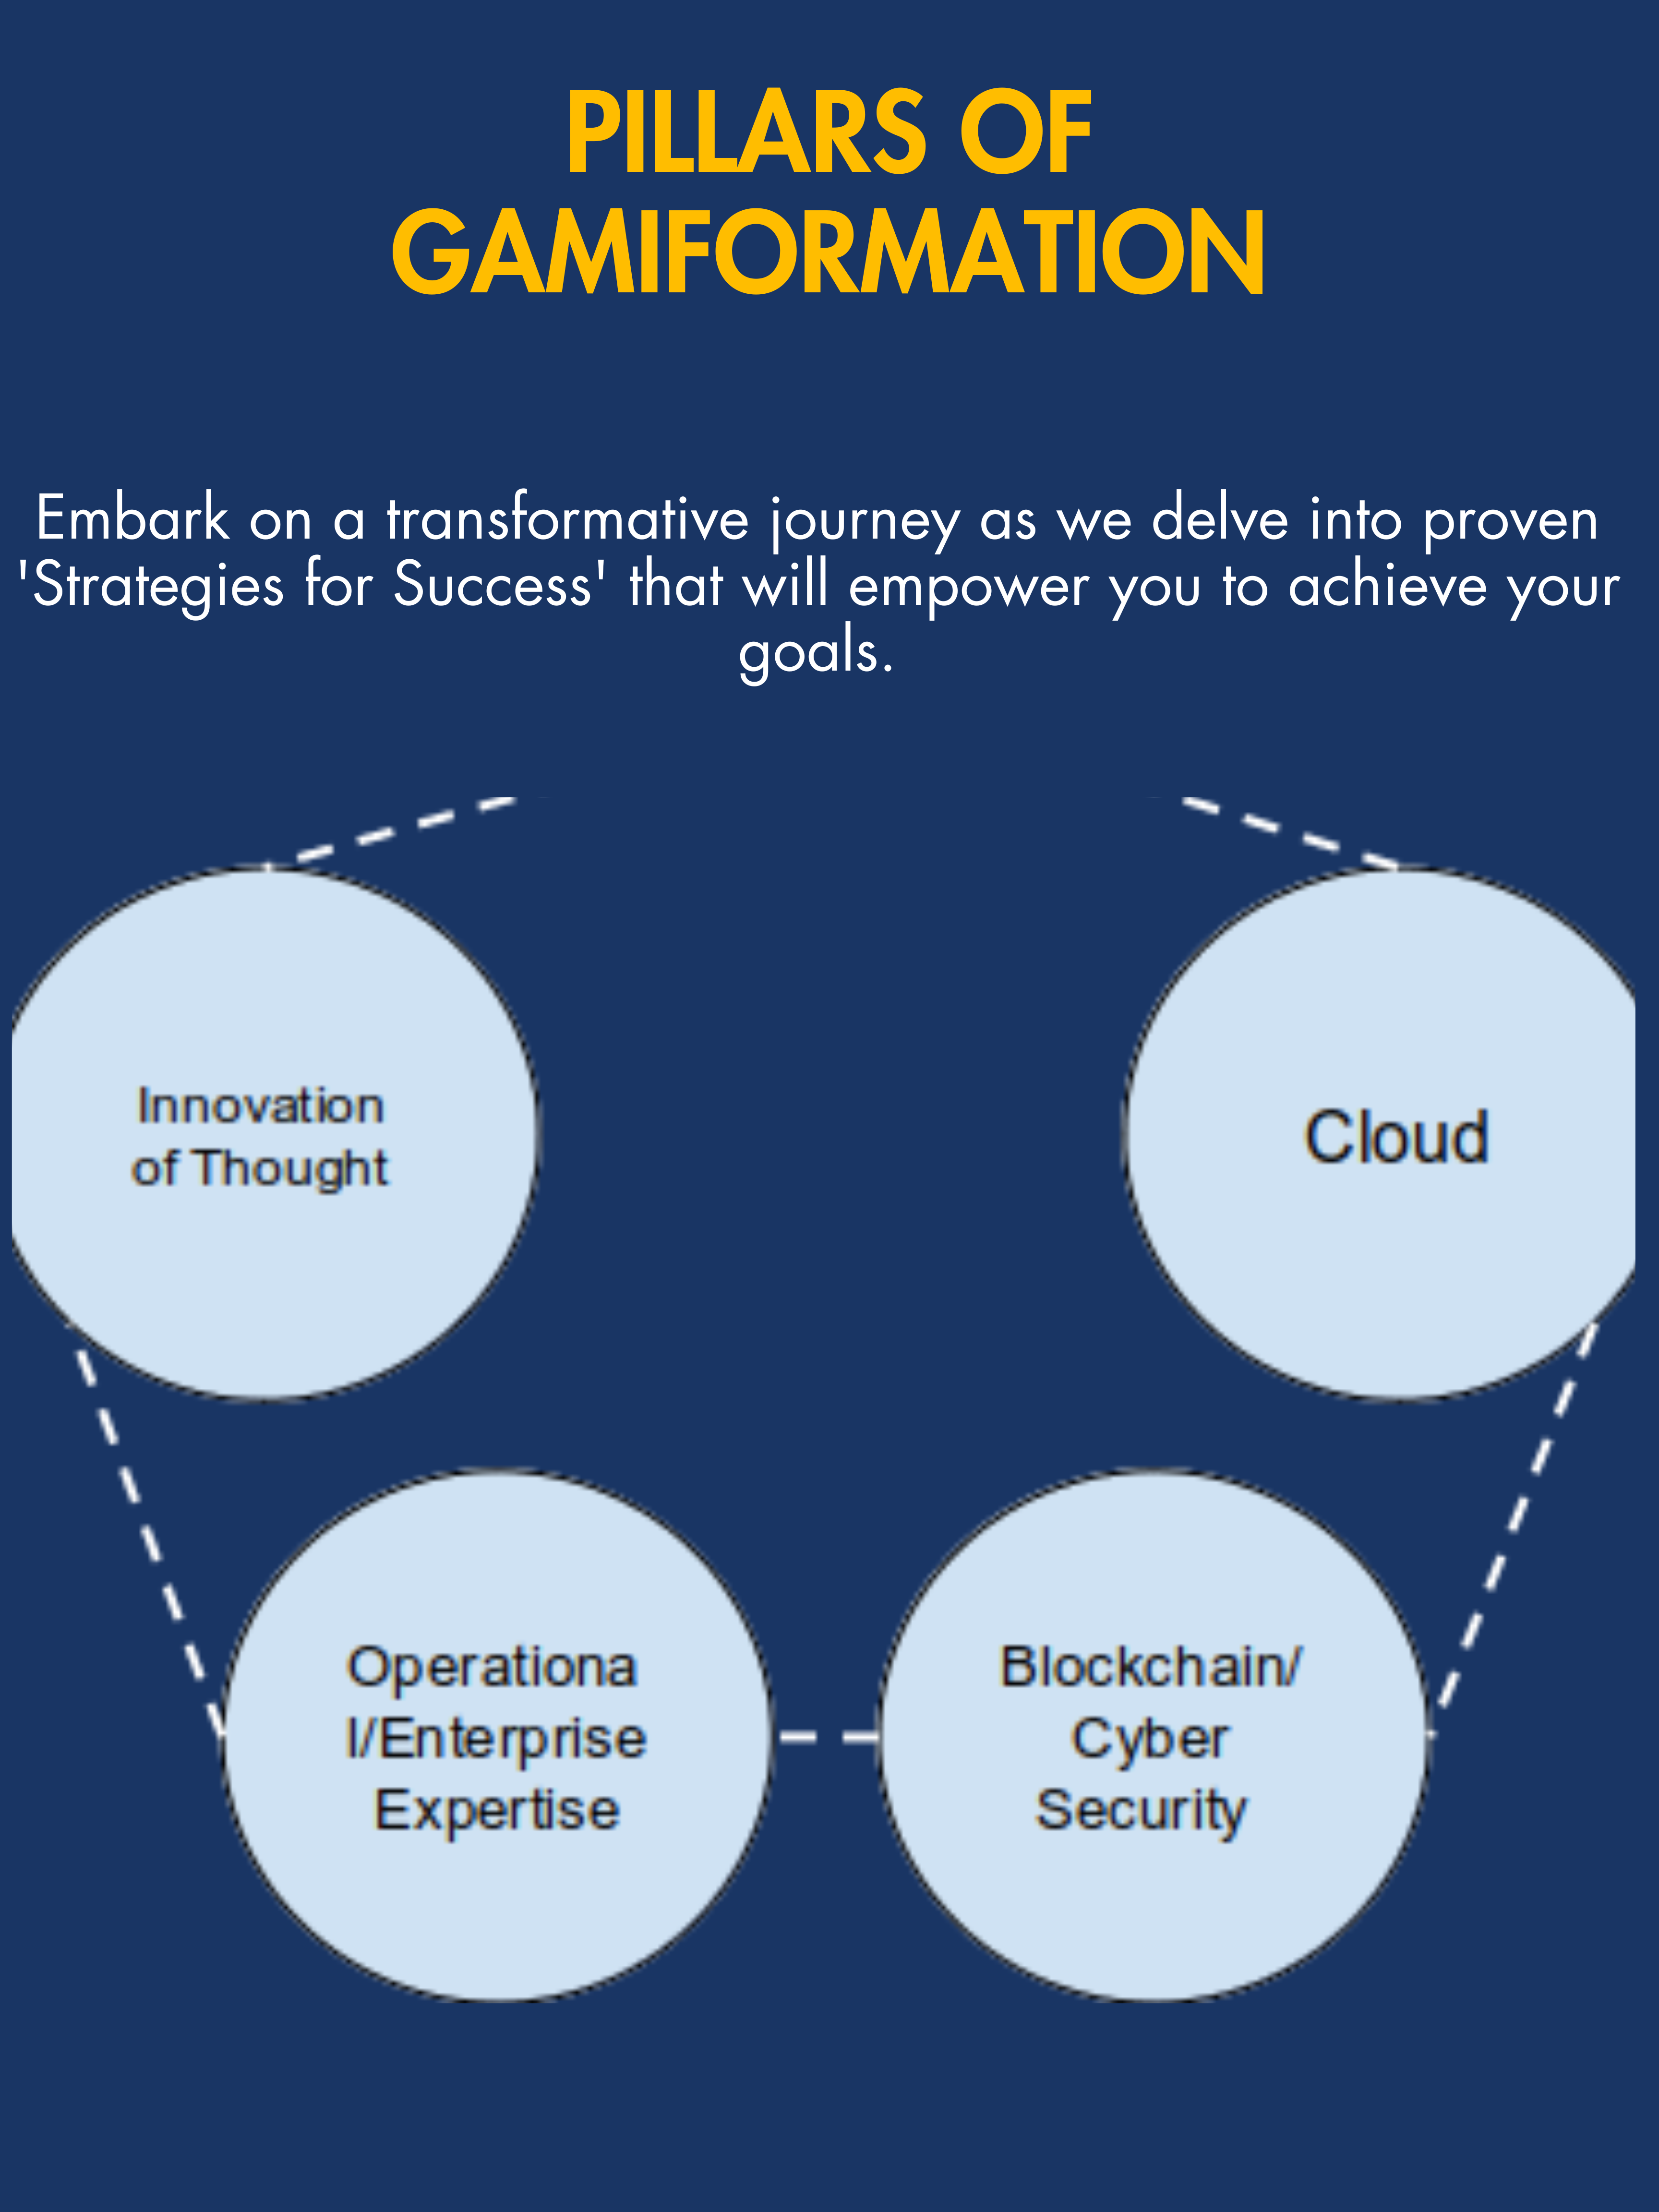 PILLARS OF
GAMIFORMATION
Embark on a transformative journey as we delve into proven
'Strategies for Success' that will empower you to achieve your
goals.
Innovation
of Thought
Cloud
Operationa
l/Enterprise
Expertise
Blockchain/
Cyber
Security